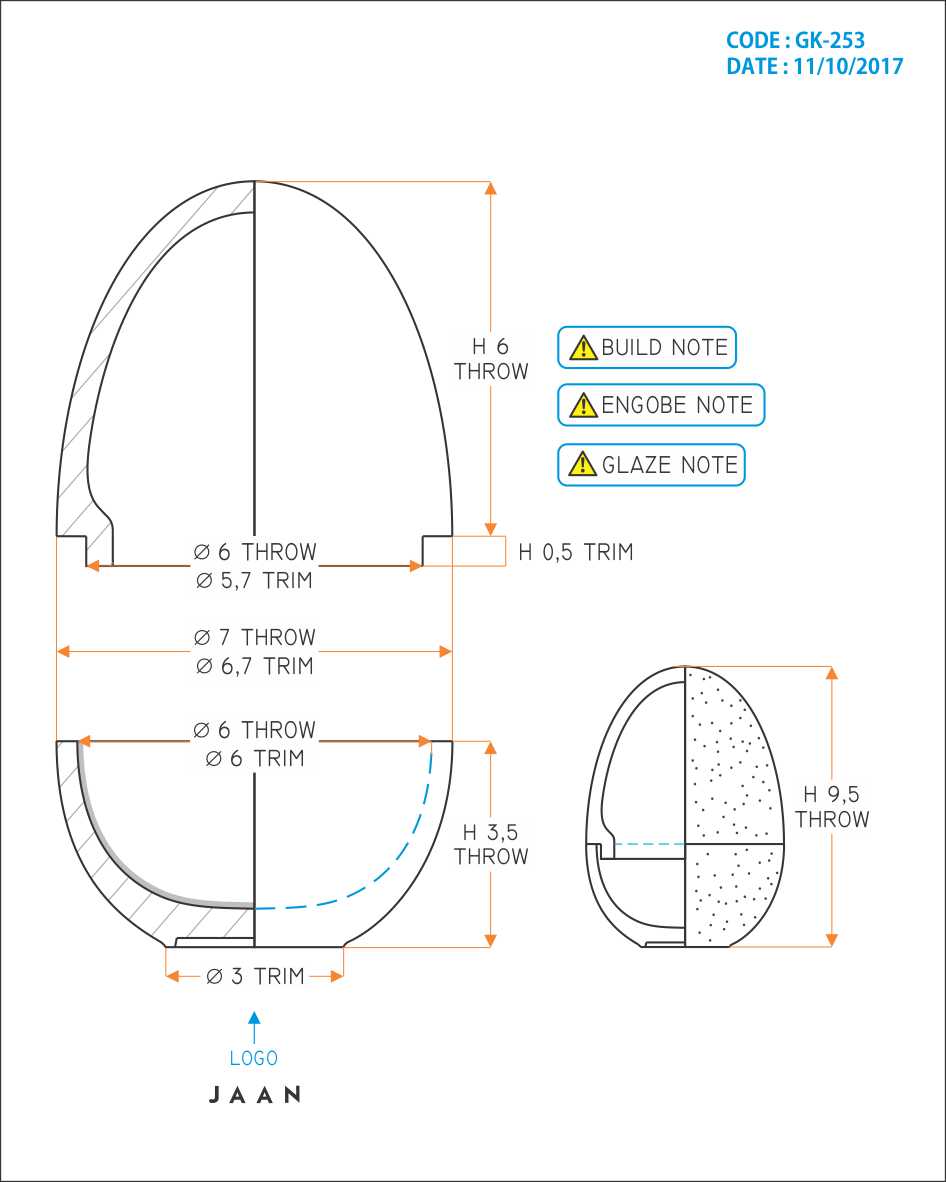 CODE : GK-253
DATE : 11/10/2017
H 6
THROW
BUILD NOTE
ENGOBE NOTE
GLAZE NOTE
Ø 6 THROW
Ø 5,7 TRIM
H 0,5 TRIM
Ø 7 THROW
Ø 6,7 TRIM
Ø 6 THROW
Ø 6 TRIM
H 3,5
THROW
H 9,5
THROW
Ø 3 TRIM
LOGO
JAAN